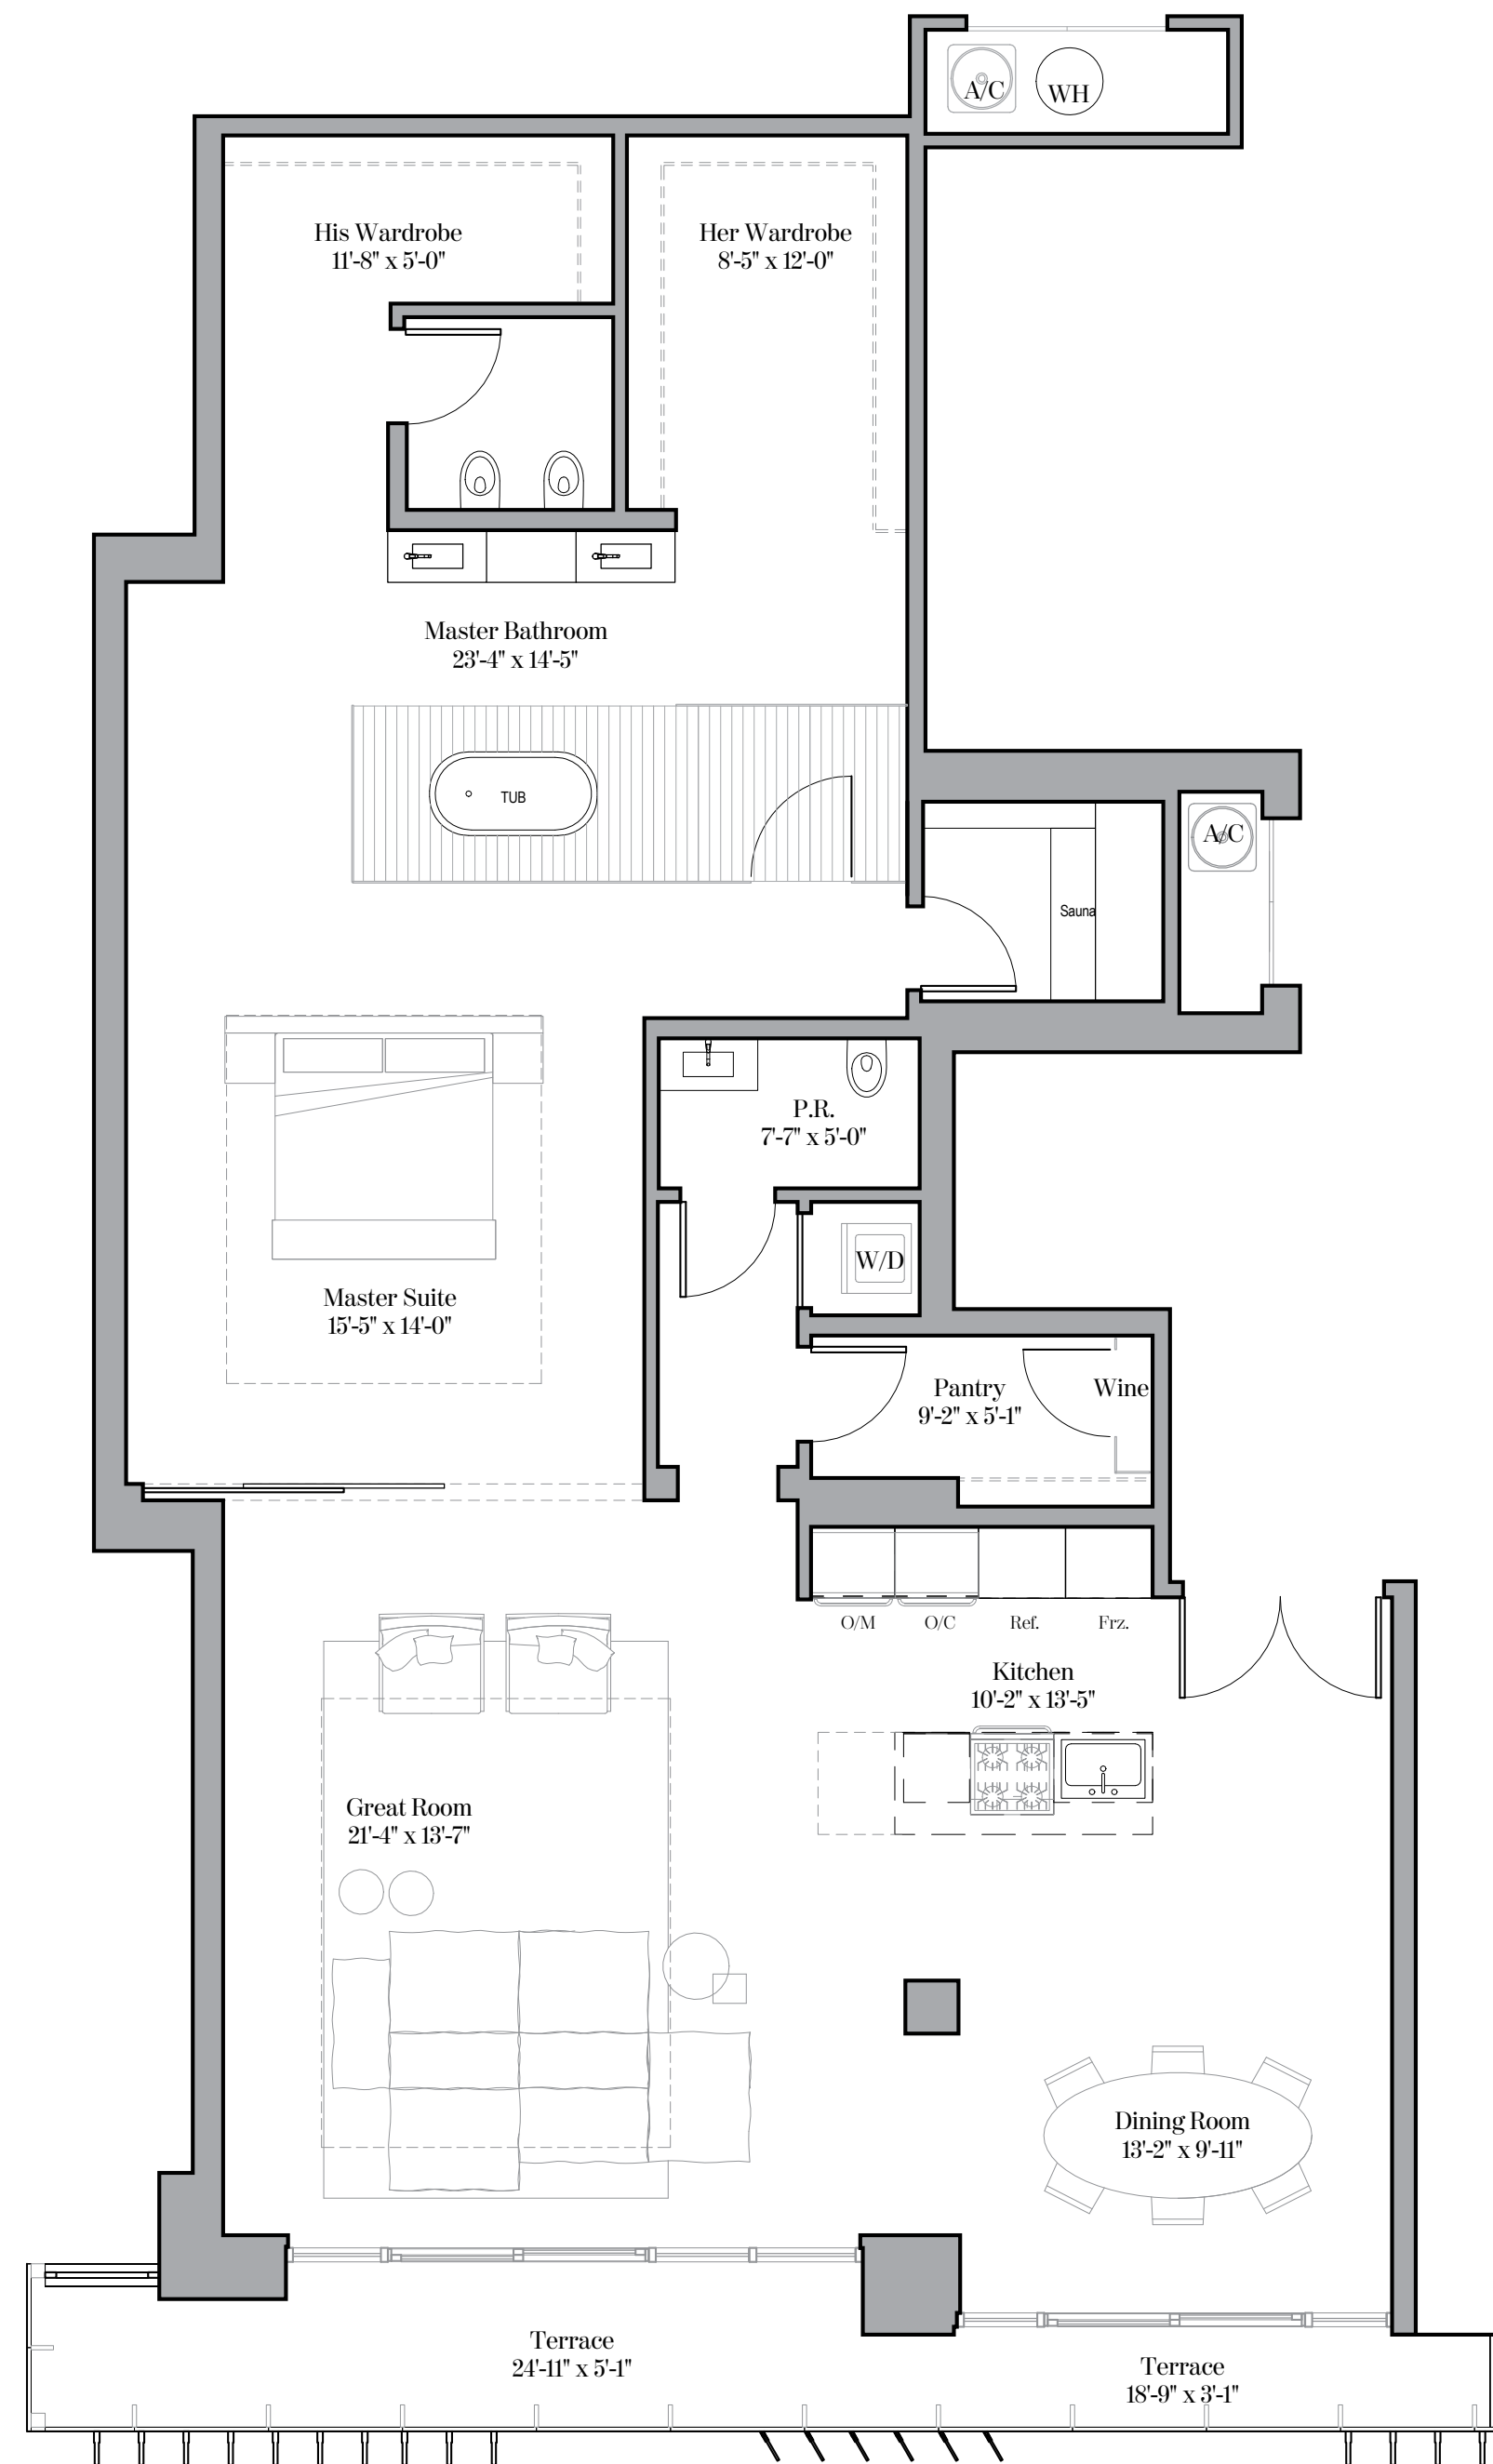 A/C
WH
His Wardrobe
11'-8" x 5'-0"
Her Wardrobe
8'-5" x 12'-0"
Master Bathroom
23'-4" x 14'-5"
TUB
A/C
Sauna
P.R.
7'-7" x 5'-0"
W/D
Master Suite
15'-5" x 14'-0"
Pantry
9'-2" x 5'-1"
Wine
O/M
O/C
Ref.
Frz.
Kitchen
10'-2" x 13'-5"
Great Room
21'-4" x 13'-7"
Dining Room
13'-2" x 9'-11"
Terrace
24'-11" x 5'-1"
Terrace
18'-9" x 3'-1"